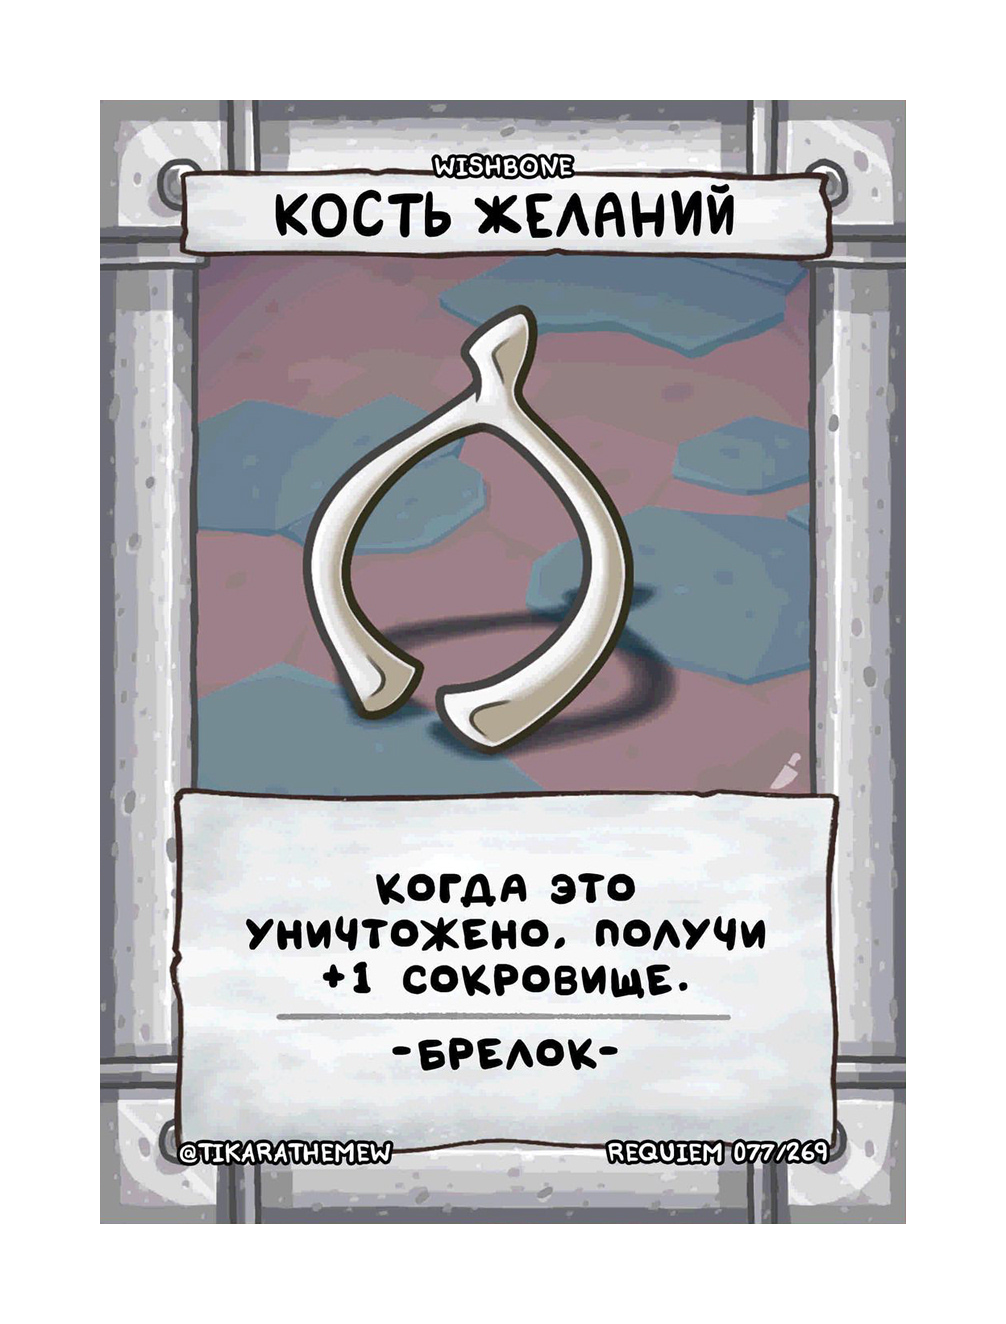 WISHBONE
КОСТЬ ЖЕЛАНИЙ
КОГДА ЭТО
УНИЧТОЖЕНО, ПОЛУЧИ
+1 СОКРОВИЩЕ.
-БРЕЛОК-
@TIKARATHEMEW
REQUIEM 077/269